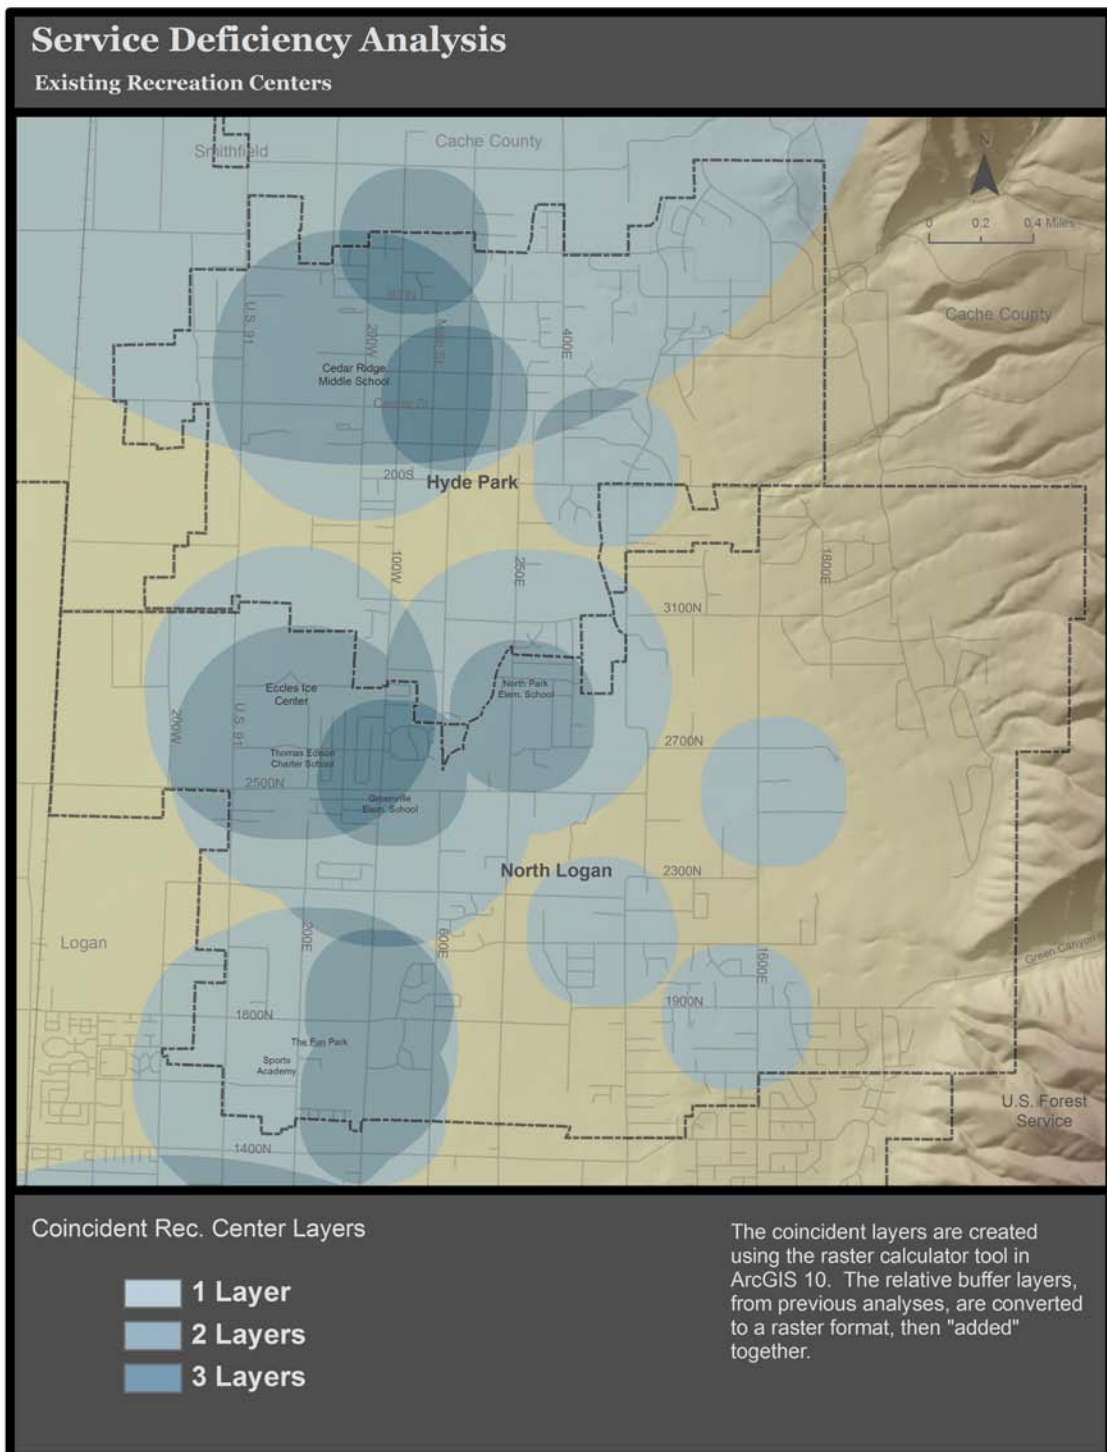 Service Deficiency Analysis
Existing Recreation Centers
Smithfield
Cache County
N
0 0.2 0.4 Miles
Cache County
U.S. 91
200W
Main St
400E
Cedar Ridge
Middle School
Center St
200S
Hyde Park
100W
250E
1800E
3100N
Eccles Ice
Center
North Park
Elem. School
200W
U.S. 91
2700N
Thomas Edison
Charter School
2500N
Greenville
Elem. School
North Logan
2300N
Logan
200E
600E
1600E
Green Canyon
1900N
1800N
The Fun Park
Sports
Academy
U.S. Forest
Service
1400N
Coincident Rec. Center Layers
1 Layer
2 Layers
3 Layers
The coincident layers are created
using the raster calculator tool in
ArcGIS 10. The relative buffer layers,
from previous analyses, are converted
to a raster format, then "added"
together.